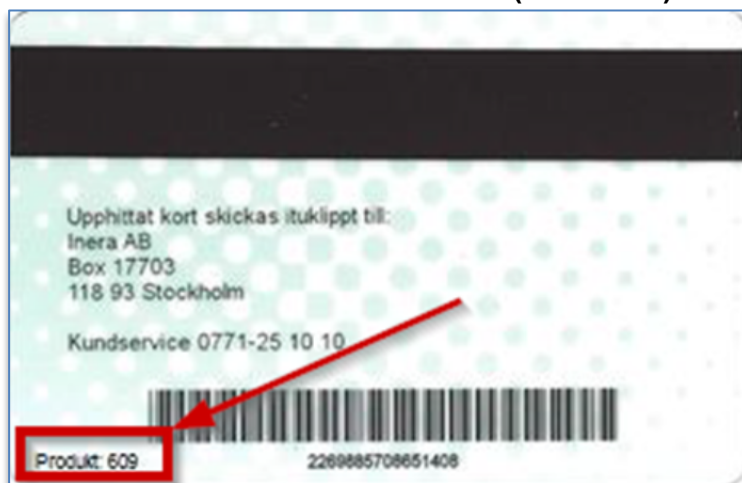 Upphittat kort skickas ituklippt till:
Inera AB
Box 17703
118 93 Stockholm
Kundservice 0771-25 10 10
Produkt: 609
2269885708651408